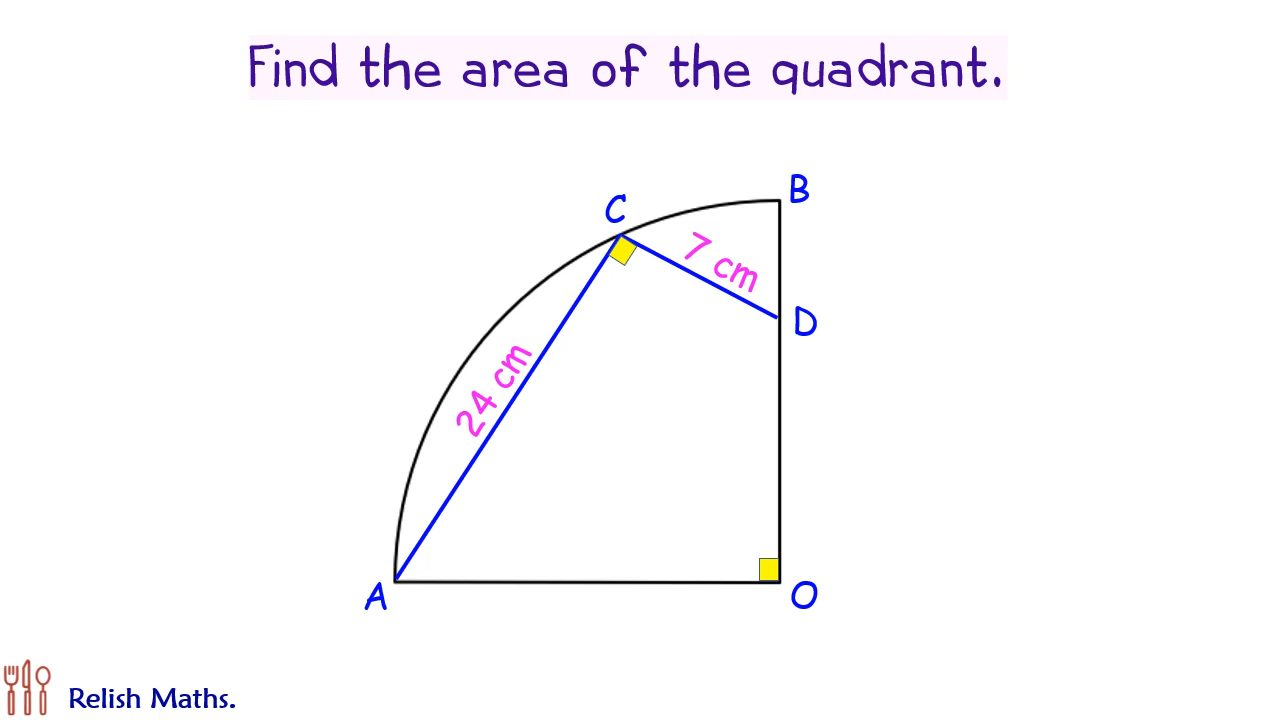 Find the area of the quadrant.
B
C
7 cm
D
24 cm
A
O
Relish Maths.